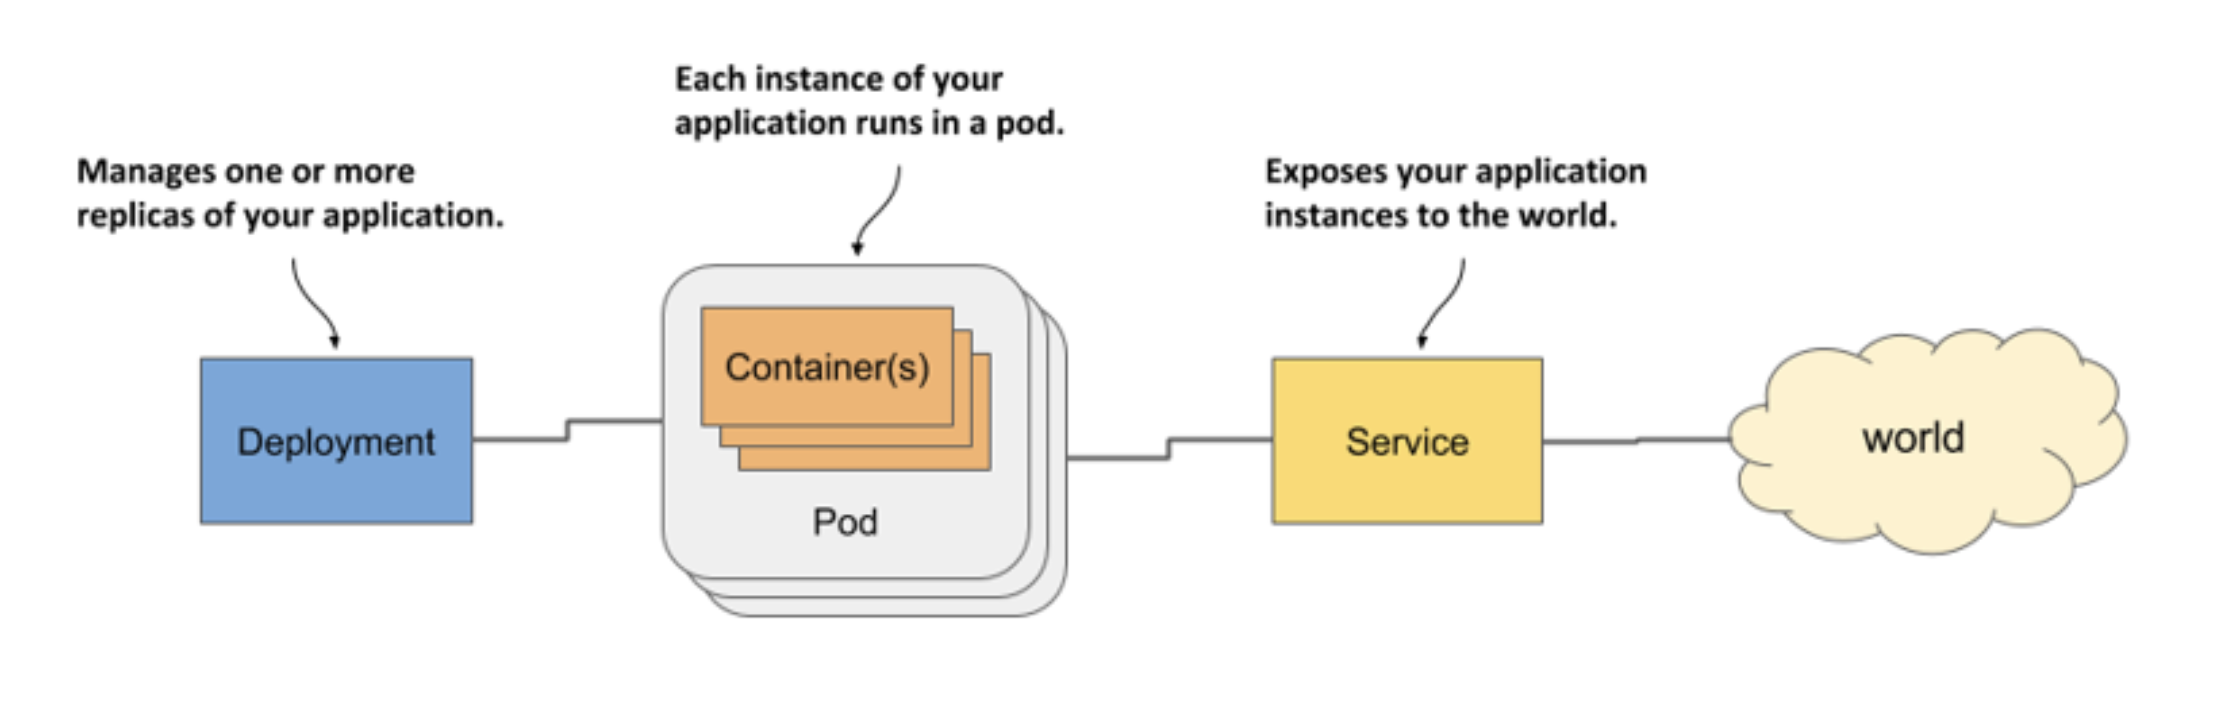 Each instance of your
application runs in a pod.
Manages one or more
replicas of your application.
Exposes your application
instances to the world.
Container(s)
Deployment
Service
world
Pod